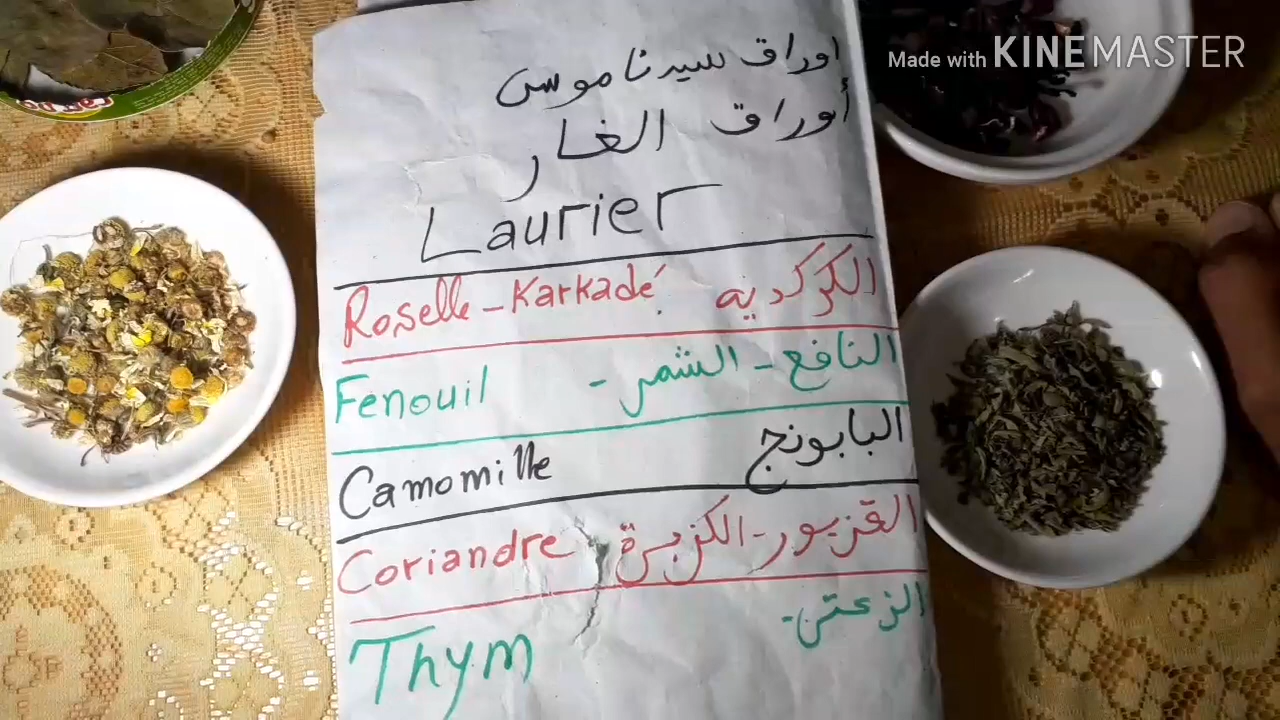 Made with KINEMASTER
اوراق سيدناموسى
أوراق الغار
Laurier
Roselle - Karkadé الكركديه
Fenouil النافع - الشمر -
Camomille البابونج
Coriandre القزبور - الكزبرة
Thym الزعتر -